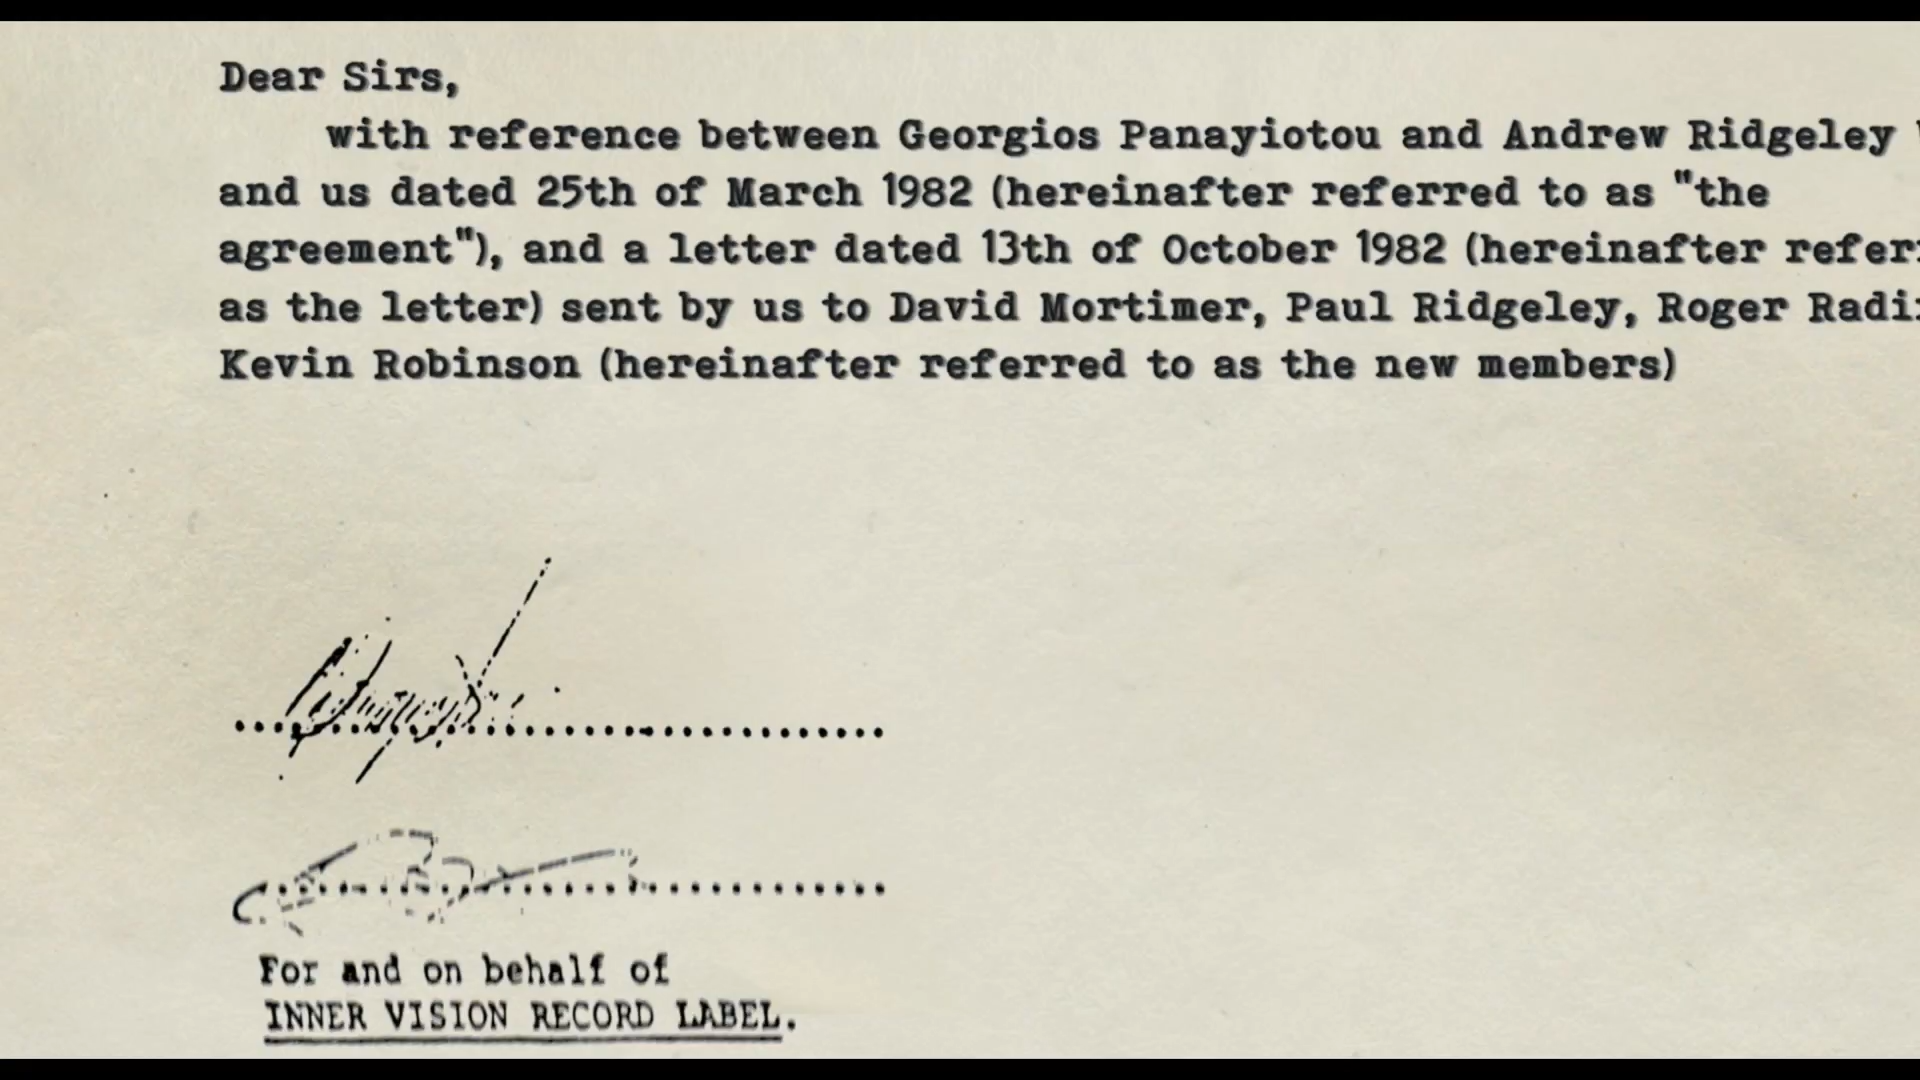 Dear Sirs,
with reference between Georgios Panayiotou and Andrew Ridgeley
and us dated 25th of March 1982 (hereinafter referred to as "the
agreement"), and a letter dated 13th of October 1982 (hereinafter refer
as the letter) sent by us to David Mortimer, Paul Ridgeley, Roger Radi
Kevin Robinson (hereinafter referred to as the new members)
For and on behalf of
INNER VISION RECORD LABEL.